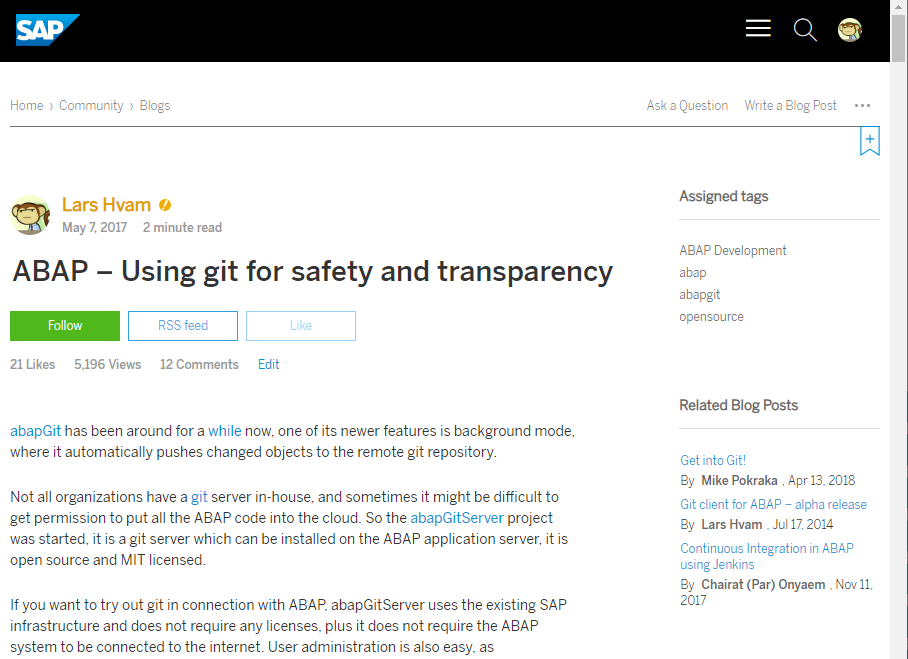 SAP
Home › Community › Blogs
Ask a Question Write a Blog Post ···
Lars Hvam
May 7, 2017 2 minute read
ABAP – Using git for safety and transparency
Follow RSS feed Like
21 Likes 5,196 Views 12 Comments Edit
abapGit has been around for a while now, one of its newer features is background mode,
where it automatically pushes changed objects to the remote git repository.
Not all organizations have a git server in-house, and sometimes it might be difficult to
get permission to put all the ABAP code into the cloud. So the abapGitServer project
was started, it is a git server which can be installed on the ABAP application server, it is
open source and MIT licensed.
If you want to try out git in connection with ABAP, abapGitServer uses the existing SAP
infrastructure and does not require any licenses, plus it does not require the ABAP
system to be connected to the internet. User administration is also easy, as
Assigned tags
ABAP Development
abap
abapgit
opensource
Related Blog Posts
Get into Git!
By Mike Pokraka , Apr 13, 2018
Git client for ABAP – alpha release
By Lars Hvam , Jul 17, 2014
Continuous Integration in ABAP
using Jenkins
By Chairat (Par) Onyaem , Nov 11,
2017